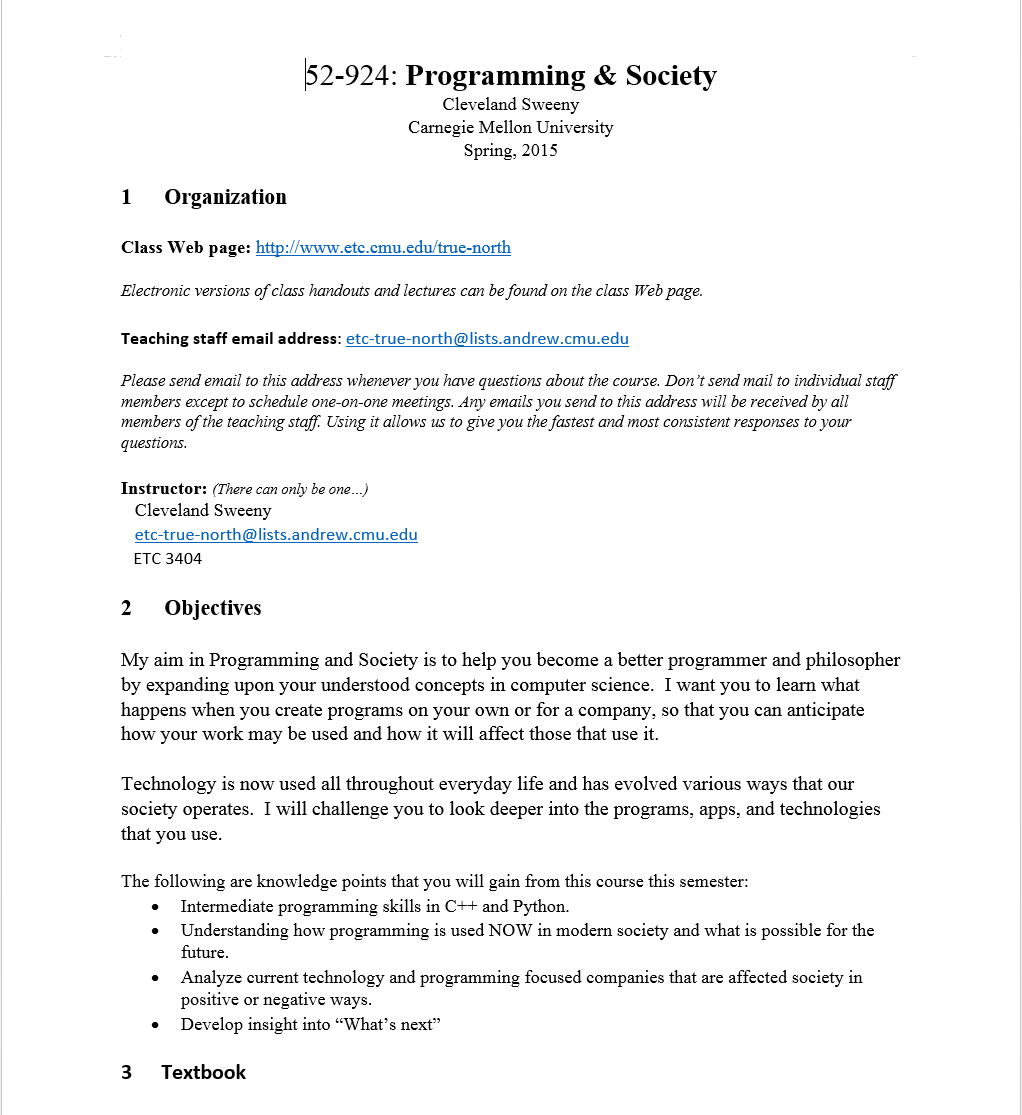 52-924: Programming & Society
Cleveland Sweeny
Carnegie Mellon University
Spring, 2015
1 Organization
Class Web page: http://www.etc.cmu.edu/true-north
Electronic versions of class handouts and lectures can be found on the class Web page.
Teaching staff email address: etc-true-north@lists.andrew.cmu.edu
Please send email to this address whenever you have questions about the course. Don’t send mail to individual staff
members except to schedule one-on-one meetings. Any emails you send to this address will be received by all
members of the teaching staff. Using it allows us to give you the fastest and most consistent responses to your
questions.
Instructor: (There can only be one…)
Cleveland Sweeny
etc-true-north@lists.andrew.cmu.edu
ETC 3404
2 Objectives
My aim in Programming and Society is to help you become a better programmer and philosopher
by expanding upon your understood concepts in computer science.  I want you to learn what
happens when you create programs on your own or for a company, so that you can anticipate
how your work may be used and how it will affect those that use it.
Technology is now used all throughout everyday life and has evolved various ways that our
society operates.  I will challenge you to look deeper into the programs, apps, and technologies
that you use.
The following are knowledge points that you will gain from this course this semester:
• Intermediate programming skills in C++ and Python.
• Understanding how programming is used NOW in modern society and what is possible for the
future.
• Analyze current technology and programming focused companies that are affected society in
positive or negative ways.
• Develop insight into “What’s next”
3 Textbook